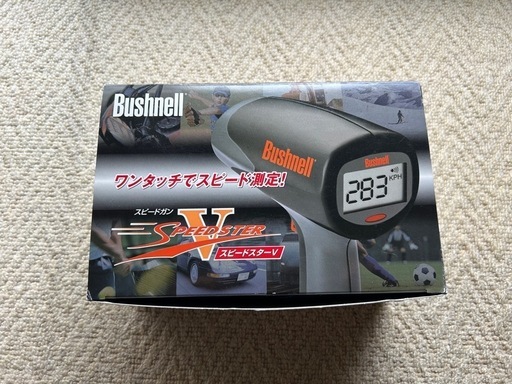 Bushnell
ワンタッチでスピード測定!
スピードガン
SPEEDSTER
V
スピードスターV
Bushnell
Bushnell
283
KPH